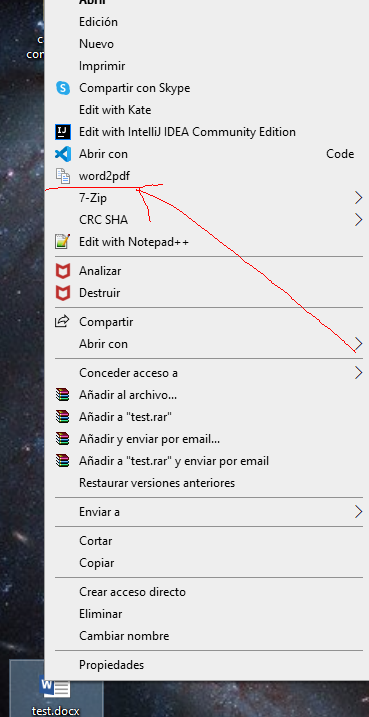 Abrir
Edición
Nuevo
Imprimir
Compartir con Skype
Edit with Kate
Edit with IntelliJ IDEA Community Edition
Abrir con Code
word2pdf
7-Zip
CRC SHA
Edit with Notepad++
Analizar
Destruir
Compartir
Abrir con
Conceder acceso a
Añadir al archivo...
Añadir a "test.rar"
Añadir y enviar por email...
Añadir a "test.rar" y enviar por email
Restaurar versiones anteriores
Enviar a
Cortar
Copiar
Crear acceso directo
Eliminar
Cambiar nombre
Propiedades
test.docx